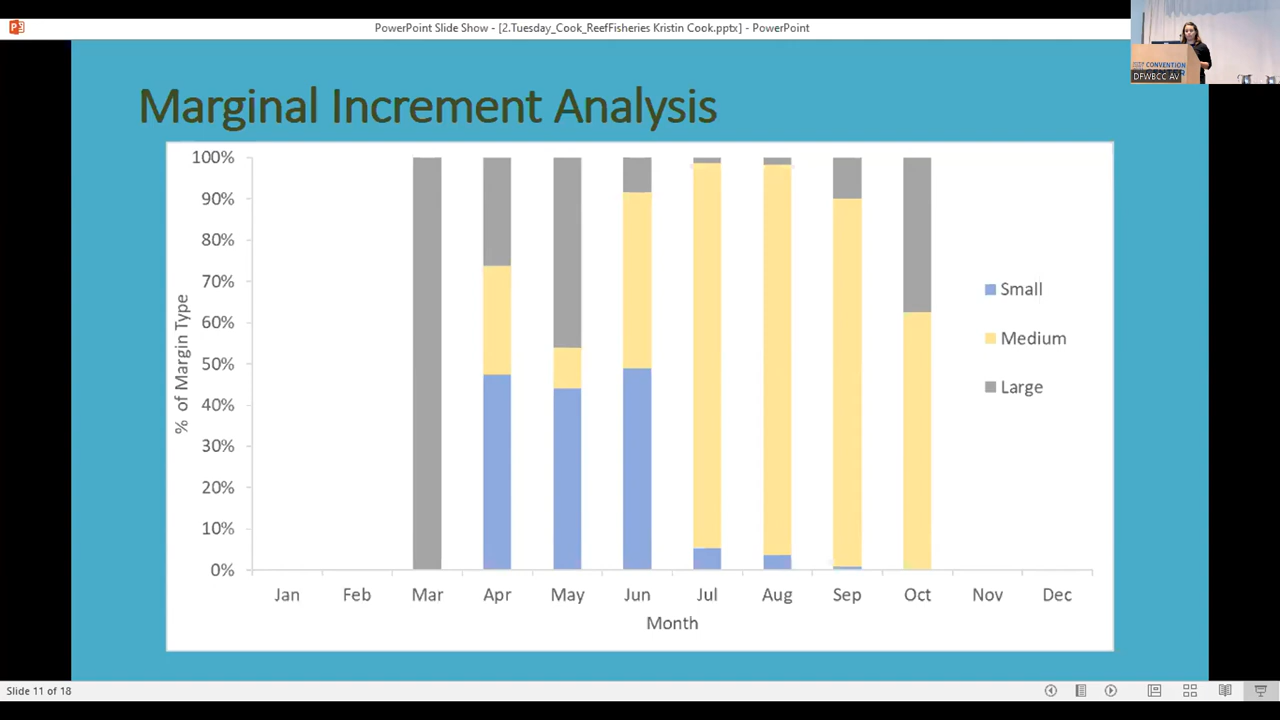 PowerPoint Slide Show - [2.Tuesday_Cook_ReefFisheries Kristin Cook.pptx] - PowerPoint
CONVENTION
DFWBCC AV
Marginal Increment Analysis
100%
90%
80%
70%
60%
50%
40%
30%
20%
10%
0%
% of Margin Type
Small
Medium
Large
Jan Feb Mar Apr May Jun Jul Aug Sep Oct Nov Dec
Month
Slide 11 of 18